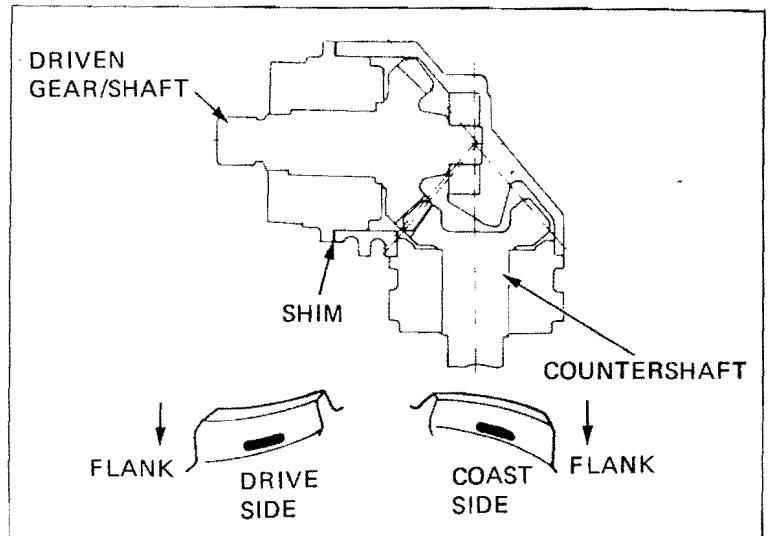 DRIVEN
GEAR/SHAFT
SHIM
COUNTERSHAFT
FLANK
DRIVE
SIDE
COAST
SIDE
FLANK